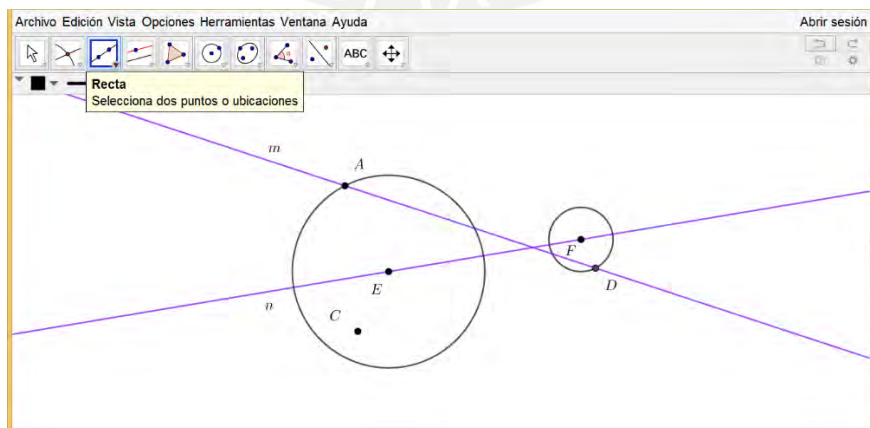 Archivo Edición Vista Opciones Herramientas Ventana Ayuda Abrir sesión
ABC
Recta
Selecciona dos puntos o ubicaciones
m
A
F
E
D
n
C